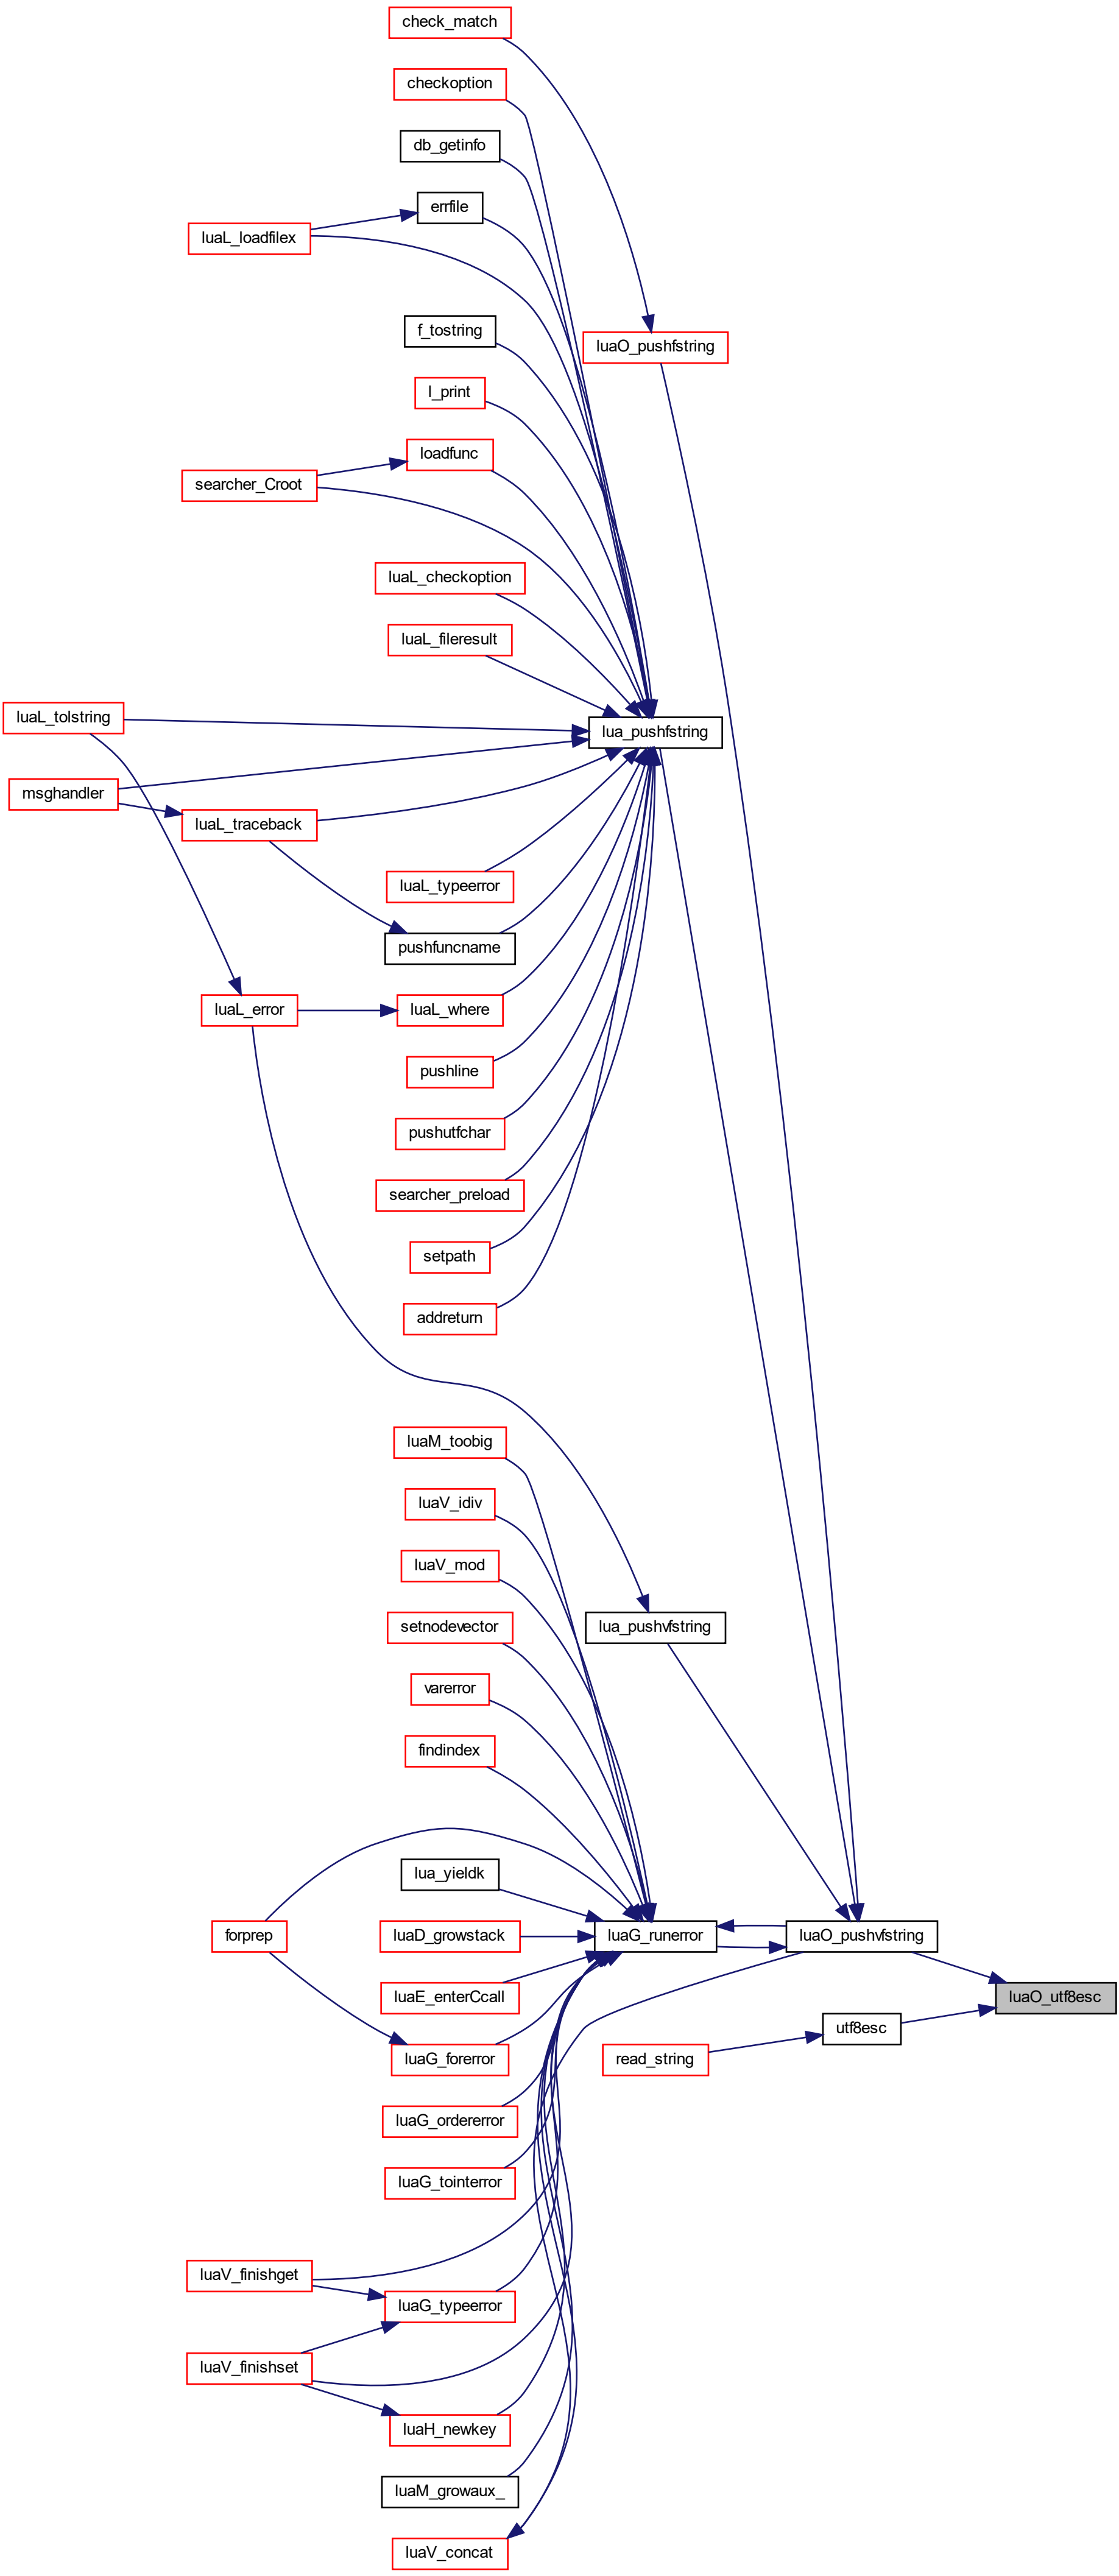 check_match
checkoption
db_getinfo
errfile
luaL_loadfilex
f_tostring
luaO_pushfstring
l_print
loadfunc
searcher_Croot
luaL_checkoption
luaL_fileresult
luaL_tolstring
lua_pushfstring
msghandler
luaL_traceback
luaL_typeerror
pushfuncname
luaL_error
luaL_where
pushline
pushutfchar
searcher_preload
setpath
addreturn
luaM_toobig
luaV_idiv
luaV_mod
setnodevector
lua_pushvfstring
varerror
findindex
lua_yieldk
forprep
luaD_growstack
luaG_runerror
luaO_pushvfstring
luaE_enterCcall
luaO_utf8esc
utf8esc
luaG_forerror
read_string
luaG_ordererror
luaG_tointerror
luaV_finishget
luaG_typeerror
luaV_finishset
luaH_newkey
luaM_growaux_
luaV_concat